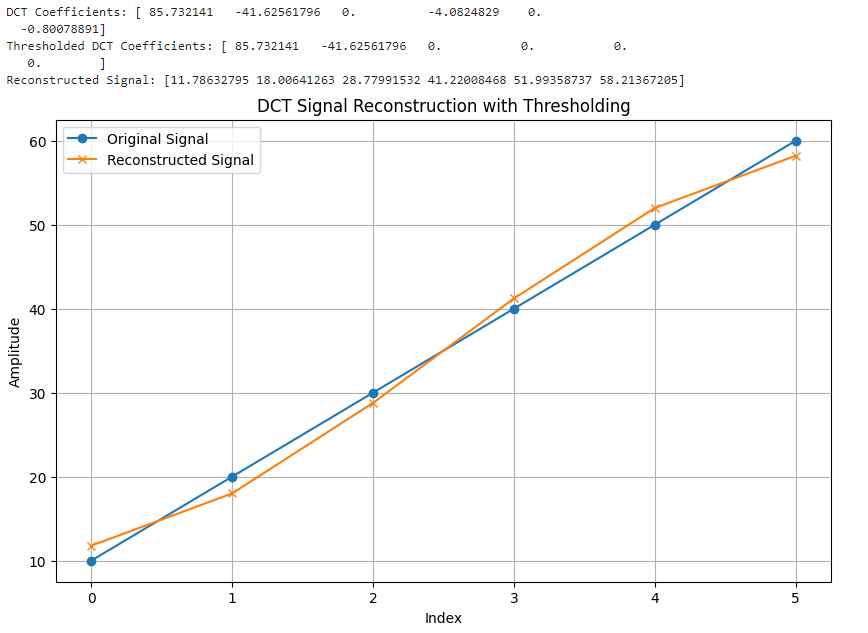 DCT Coefficients: [ 85.732141   -41.62561796   0.          -4.0824829    0.
  -0.80078891]
Thresholded DCT Coefficients: [ 85.732141   -41.62561796   0.           0.           0.
   0.        ]
Reconstructed Signal: [11.78632795 18.00641263 28.77991532 41.22008468 51.99358737 58.21367205]
DCT Signal Reconstruction with Thresholding
Original Signal
Reconstructed Signal
60
50
40
30
20
10
Amplitude
0 1 2 3 4 5
Index